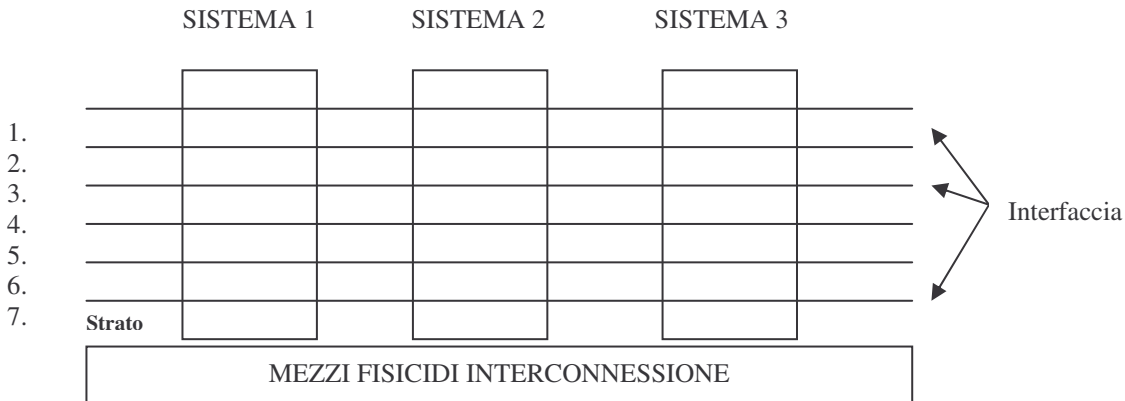 SISTEMA 1 SISTEMA 2 SISTEMA 3
1.
2.
3.
4.
Interfaccia
5.
6.
7.
Strato
MEZZI FISICIDI INTERCONNESSIONE